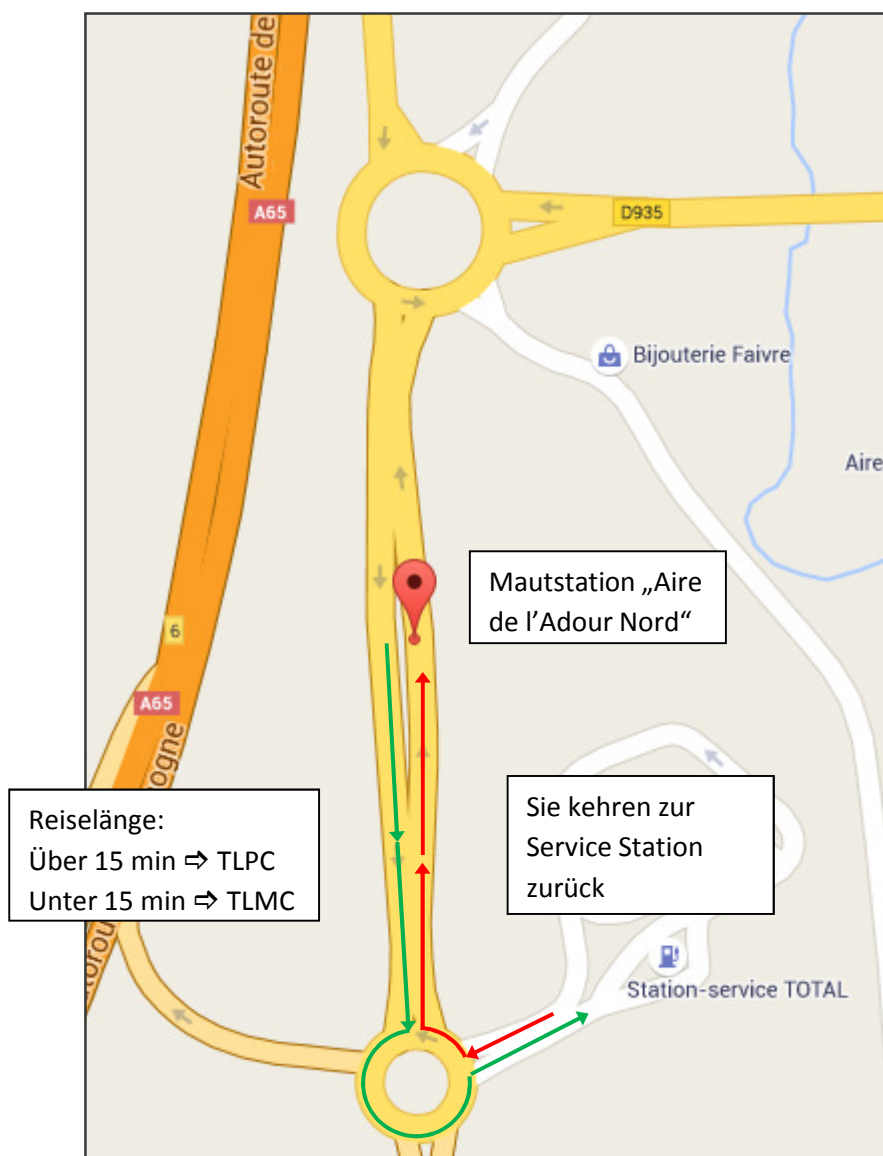 Autoroute de
A65
D935
Bijouterie Faivre
Aire
Mautstation „Aire
de l’Adour Nord“
6
A65
ogne
Reiselänge:
Über 15 min ⇨ TLPC
Unter 15 min ⇨ TLMC
Sie kehren zur
Service Station
zurück
Station-service TOTAL